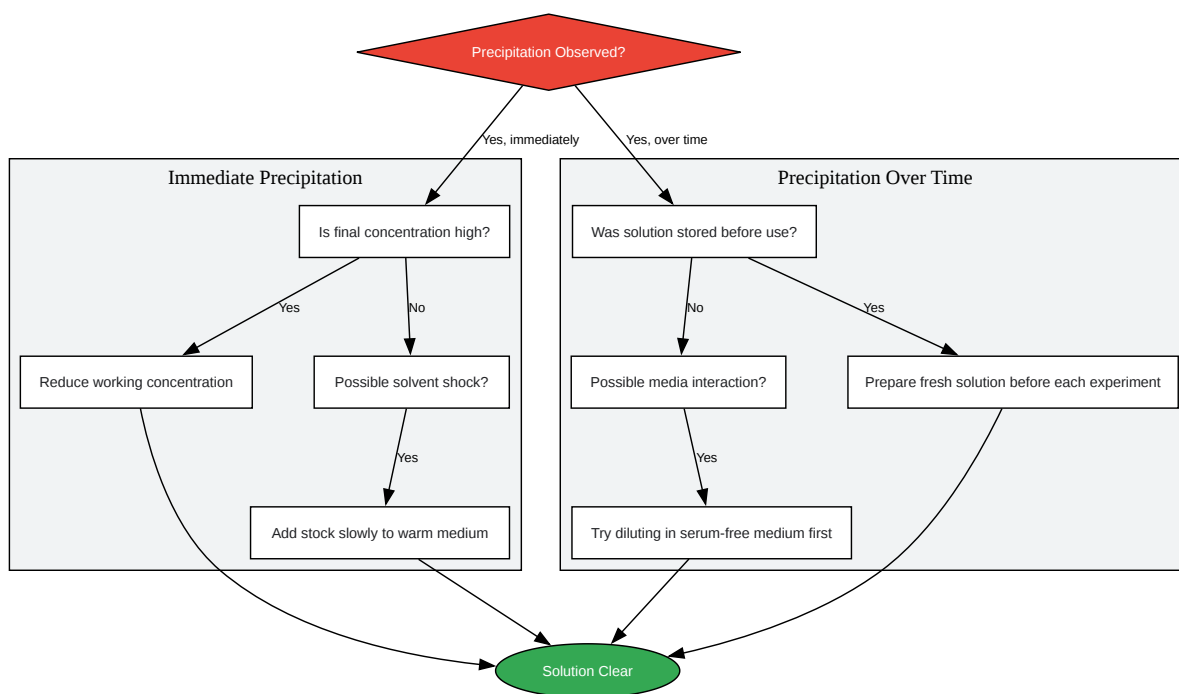 Precipitation Observed?
Yes, immediately
Yes, over time
Immediate Precipitation
Precipitation Over Time
Is final concentration high?
Was solution stored before use?
Yes
No
No
Yes
Reduce working concentration
Possible solvent shock?
Possible media interaction?
Prepare fresh solution before each experiment
Yes
Yes
Add stock slowly to warm medium
Try diluting in serum-free medium first
Solution Clear